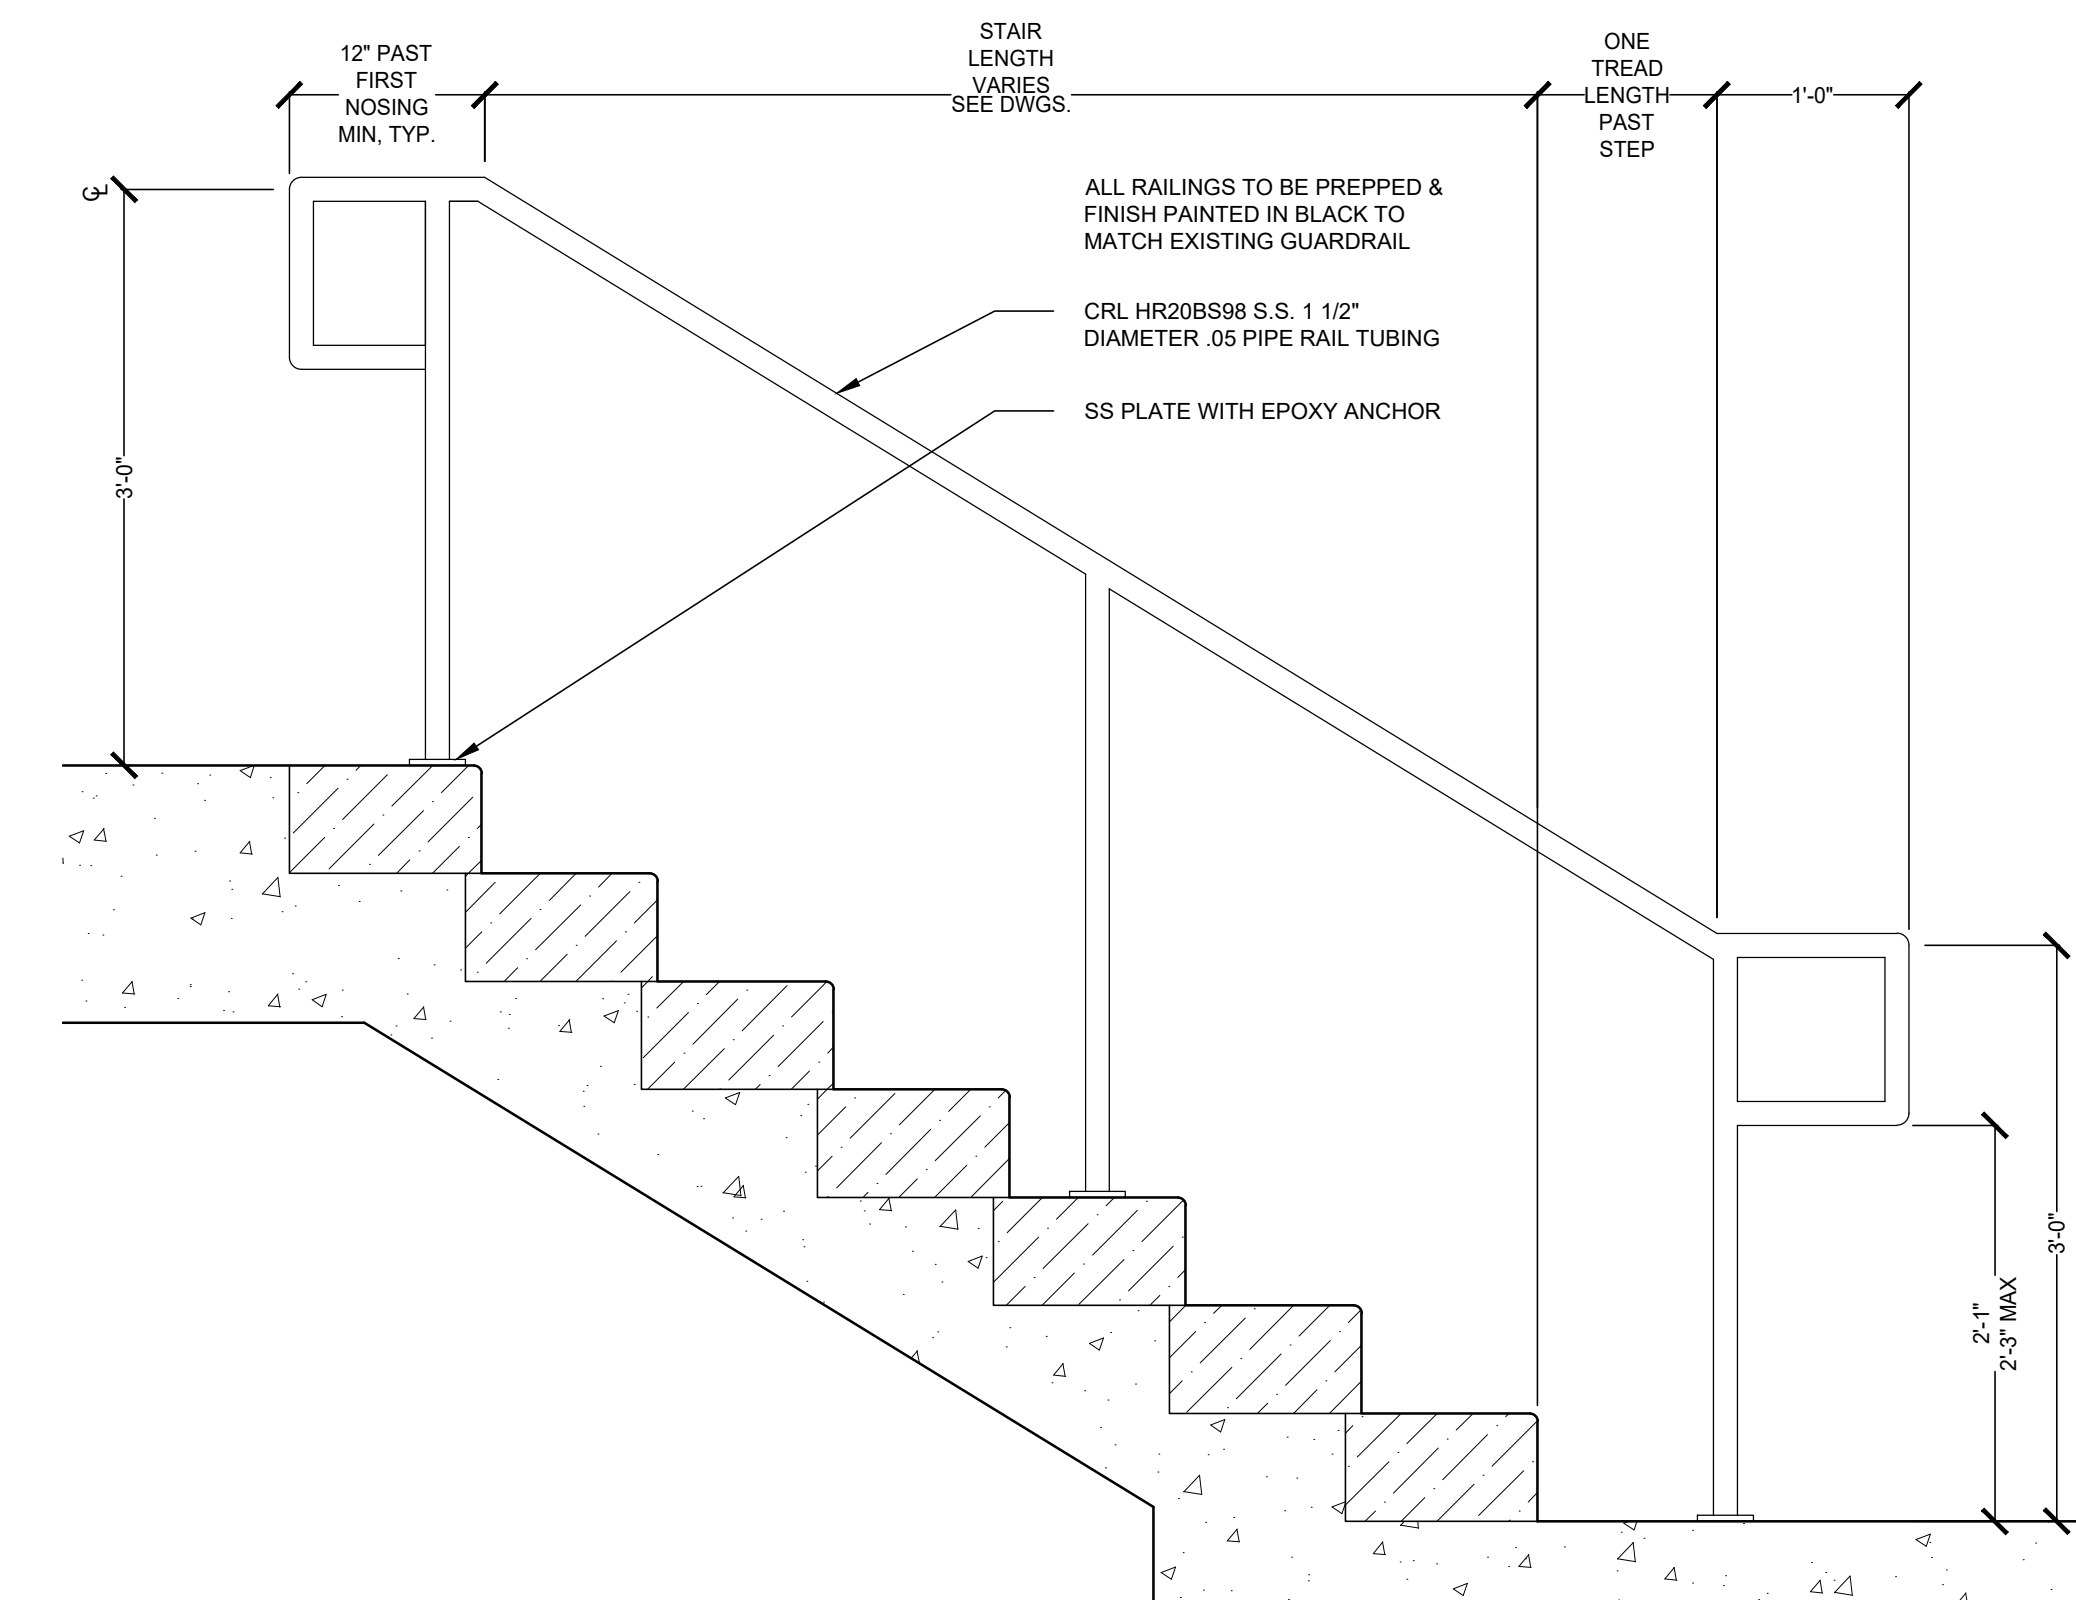 12" PAST
FIRST
NOSING
MIN, TYP.
STAIR
LENGTH
VARIES
SEE DWGS.
ONE
TREAD
LENGTH
PAST
STEP
1'-0"
℄
3'-0"
ALL RAILINGS TO BE PREPPED &
FINISH PAINTED IN BLACK TO
MATCH EXISTING GUARDRAIL
CRL HR20BS98 S.S. 1 1/2"
DIAMETER .05 PIPE RAIL TUBING
SS PLATE WITH EPOXY ANCHOR
2'-1"
2'-3" MAX
3'-0"